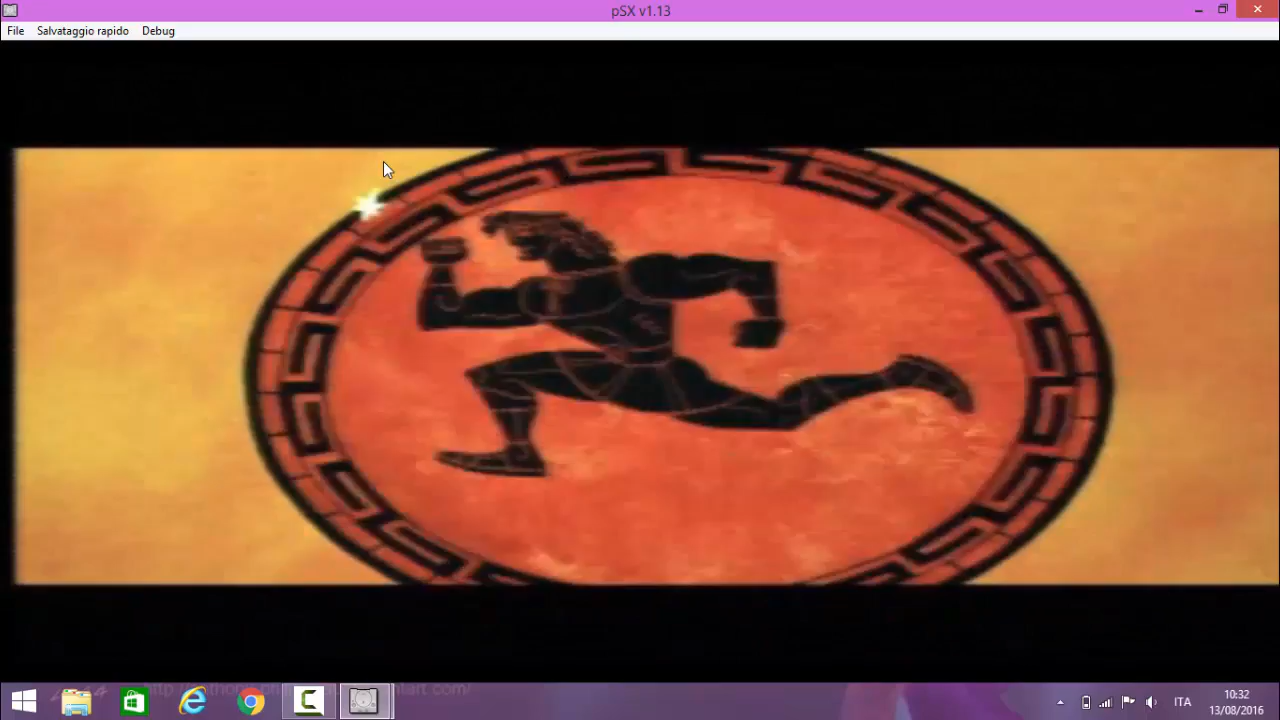 pSX v1.13
File Salvataggio rapido Debug
ITA
10:32
13/08/2016